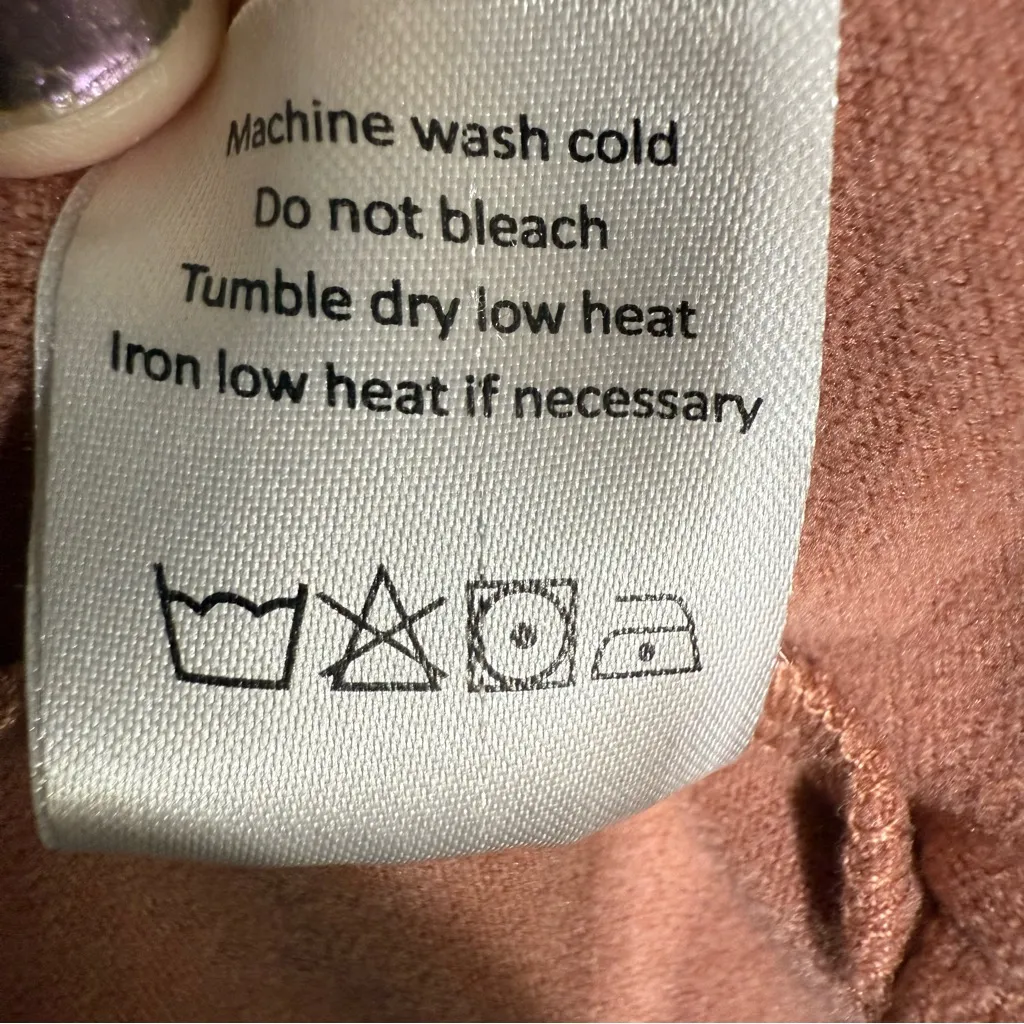 Machine wash cold
Do not bleach
Tumble dry low heat
Iron low heat if necessary